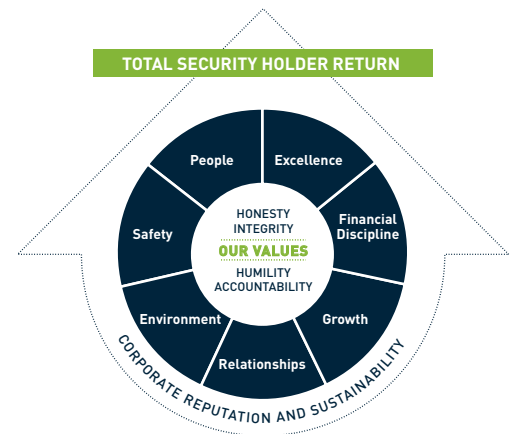 TOTAL SECURITY HOLDER RETURN
People
Excellence
Safety
HONESTY
INTEGRITY
OUR VALUES
HUMILITY
ACCOUNTABILITY
Financial
Discipline
Environment
Growth
Relationships
CORPORATE REPUTATION AND SUSTAINABILITY